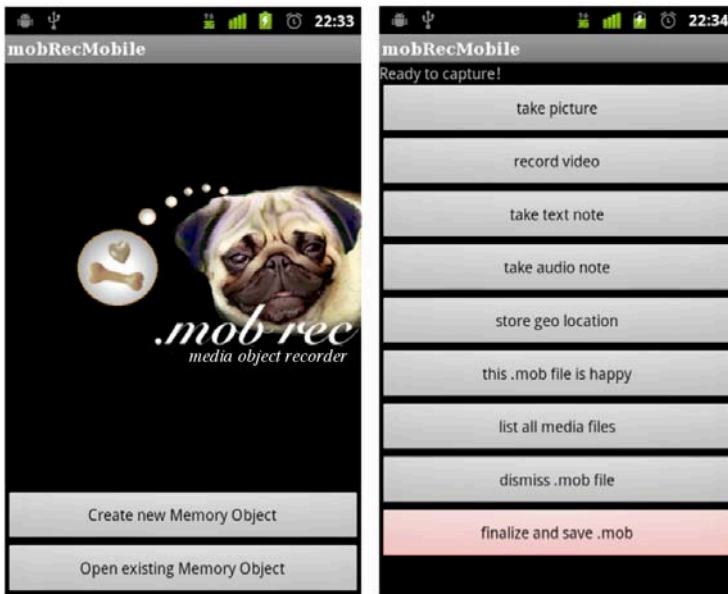 22:33
mobRecMobile
.mob rec
media object recorder
Create new Memory Object
Open existing Memory Object
22:34
mobRecMobile
Ready to capture!
take picture
record video
take text note
take audio note
store geo location
this .mob file is happy
list all media files
dismiss .mob file
finalize and save .mob